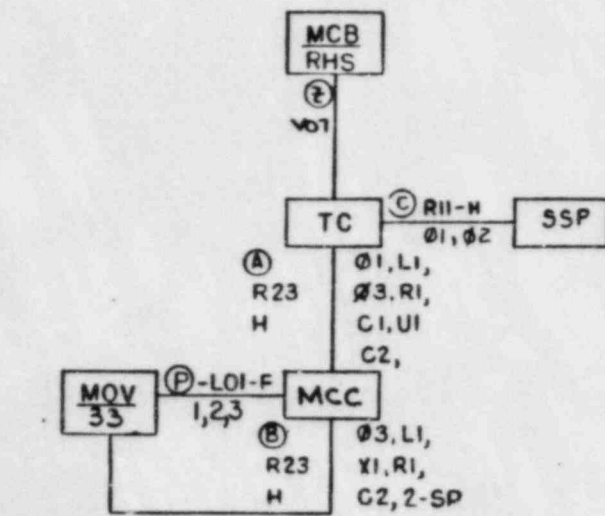 MCB
RHS
Z
V07
TC
C R11-H
Ø1, Ø2
SSP
A
R23
H
Ø1, L1,
Ø3, R1,
C1, U1
C2,
MOV
33
P -L01-F
1,2,3
MCC
B
R23
H
Ø3, L1,
X1, R1,
C2, 2-SP